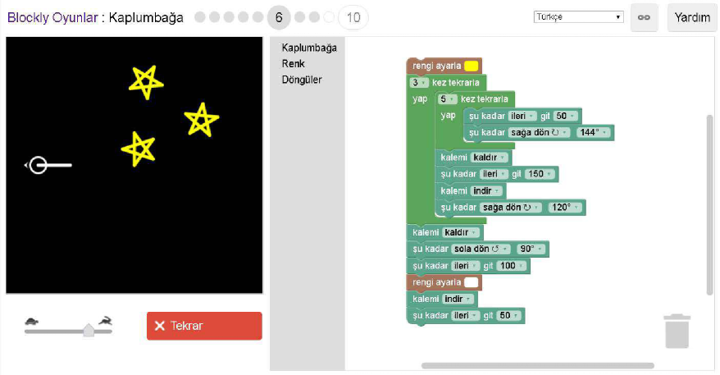 Blockly Oyunlar : Kaplumbağa 6 10 Türkçe Yardım
Kaplumbağa
Renk
Döngüler
rengi ayarla
3 kez tekrarla
yap 5 kez tekrarla
yap şu kadar ileri git 50
şu kadar sağa dön ↻ 144°
kalemi kaldır
şu kadar ileri git 150
kalemi indir
şu kadar sağa dön ↻ 120°
kalemi kaldır
şu kadar sola dön ↺ 90°
şu kadar ileri git 100
rengi ayarla
kalemi indir
şu kadar ileri git 50
Tekrar